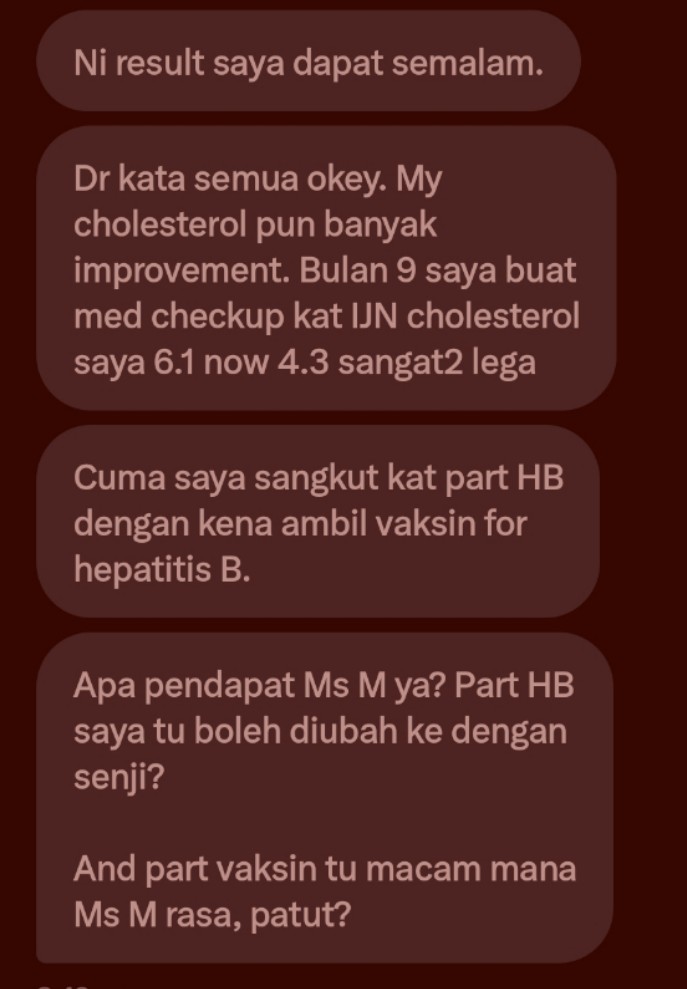 Ni result saya dapat semalam.
Dr kata semua okey. My
cholesterol pun banyak
improvement. Bulan 9 saya buat
med checkup kat IJN cholesterol
saya 6.1 now 4.3 sangat2 lega
Cuma saya sangkut kat part HB
dengan kena ambil vaksin for
hepatitis B.
Apa pendapat Ms M ya? Part HB
saya tu boleh diubah ke dengan
senji?
And part vaksin tu macam mana
Ms M rasa, patut?